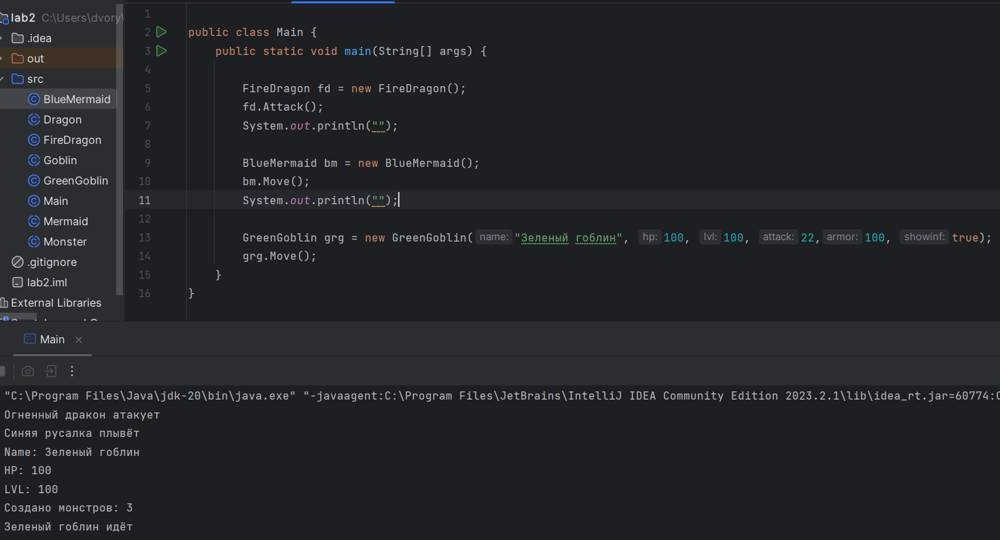 lab2 C:\Users\dvory\
.idea
out
src
BlueMermaid
Dragon
FireDragon
Goblin
GreenGoblin
Main
Mermaid
Monster
.gitignore
lab2.iml
External Libraries
1
2 public class Main {
3 public static void main(String[] args) {
4
5 FireDragon fd = new FireDragon();
6 fd.Attack();
7 System.out.println("");
8
9 BlueMermaid bm = new BlueMermaid();
10 bm.Move();
11 System.out.println("");
12
13 GreenGoblin grg = new GreenGoblin( name: "Зеленый гоблин", hp: 100, lvl: 100, attack: 22, armor: 100, showinf: true);
14 grg.Move();
15 }
16 }
Main
"C:\Program Files\Java\jdk-20\bin\java.exe" "-javaagent:C:\Program Files\JetBrains\IntelliJ IDEA Community Edition 2023.2.1\lib\idea_rt.jar=60774:C
Огненный дракон атакует
Синяя русалка плывёт
Name: Зеленый гоблин
HP: 100
LVL: 100
Создано монстров: 3
Зеленый гоблин идёт